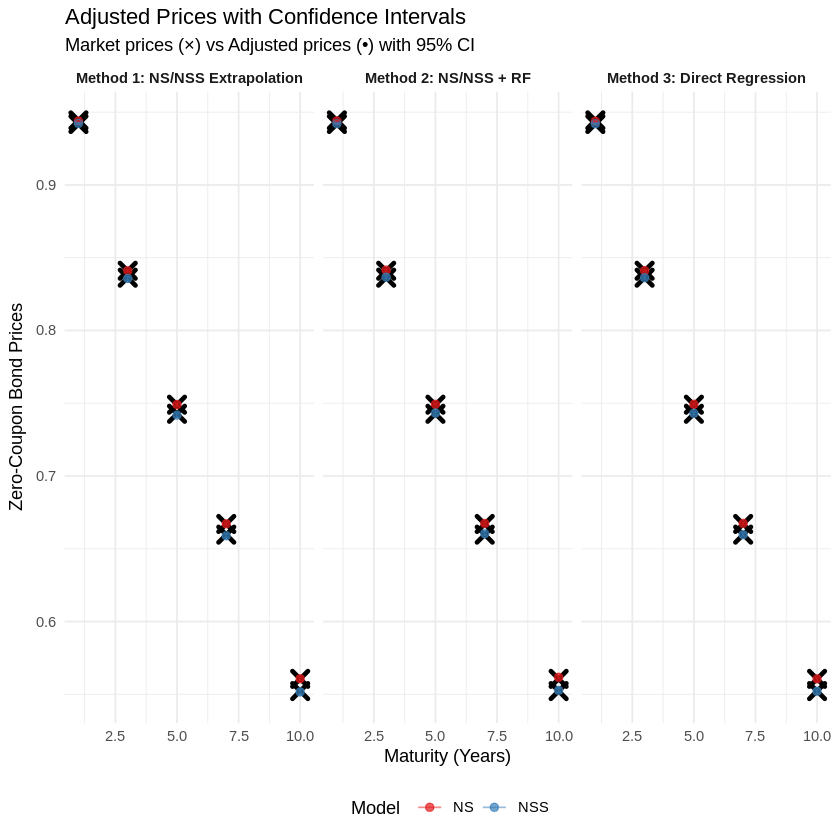 Adjusted Prices with Confidence Intervals
Market prices (×) vs Adjusted prices (•) with 95% CI
Method 1: NS/NSS Extrapolation
Method 2: NS/NSS + RF
Method 3: Direct Regression
Zero-Coupon Bond Prices
0.9
0.8
0.7
0.6
2.5 5.0 7.5 10.0
2.5 5.0 7.5 10.0
2.5 5.0 7.5 10.0
Maturity (Years)
Model NS NSS